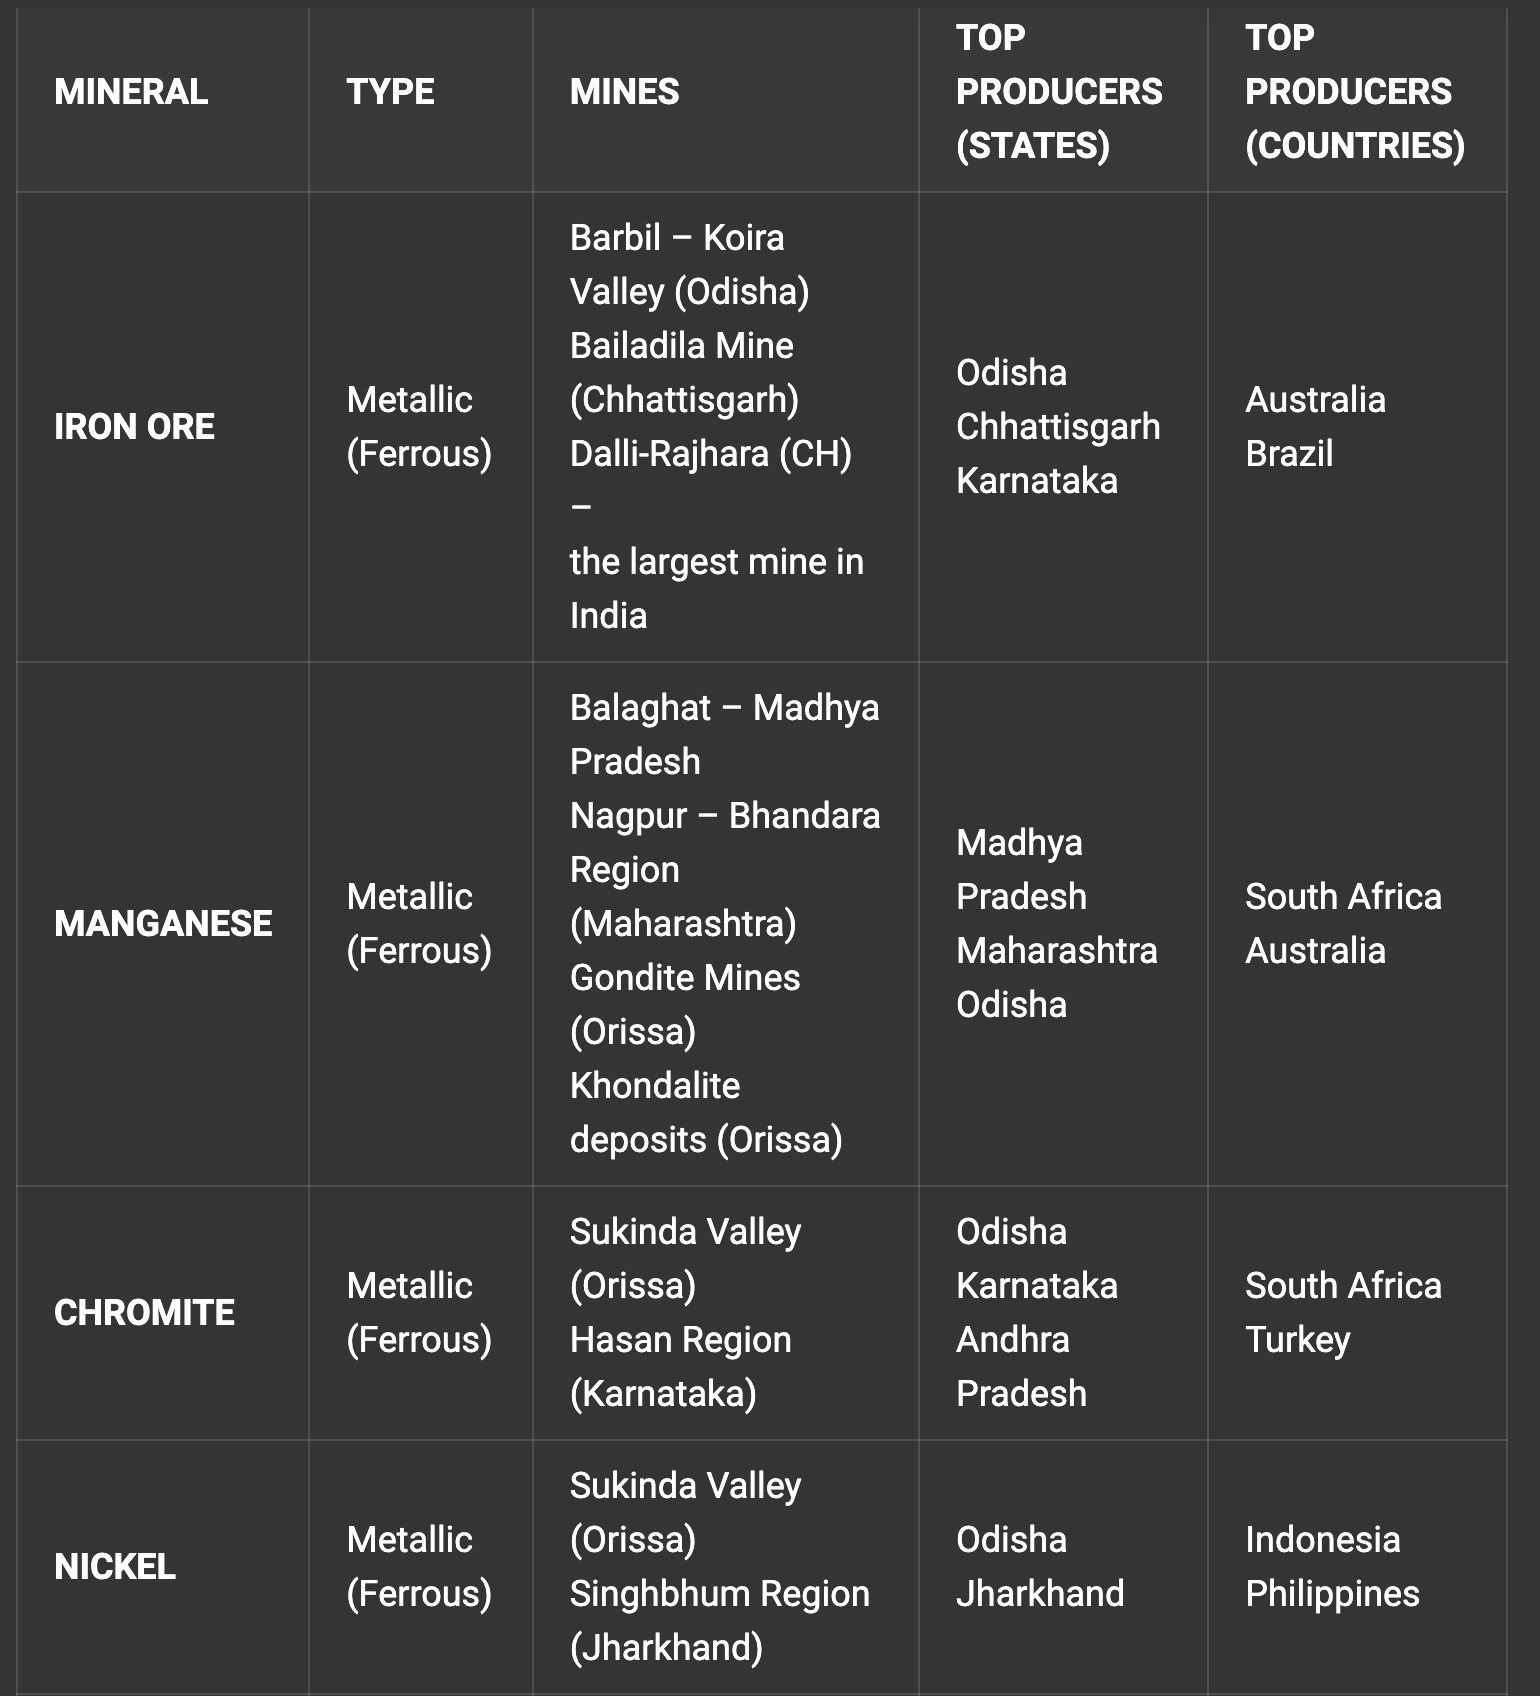 MINERAL
TYPE
MINES
TOP
PRODUCERS
(STATES)
TOP
PRODUCERS
(COUNTRIES)
IRON ORE
Metallic
(Ferrous)
Barbil – Koira
Valley (Odisha)
Bailadila Mine
(Chhattisgarh)
Dalli-Rajhara (CH)
–
the largest mine in
India
Odisha
Chhattisgarh
Karnataka
Australia
Brazil
MANGANESE
Metallic
(Ferrous)
Balaghat – Madhya
Pradesh
Nagpur – Bhandara
Region
(Maharashtra)
Gondite Mines
(Orissa)
Khondalite
deposits (Orissa)
Madhya
Pradesh
Maharashtra
Odisha
South Africa
Australia
CHROMITE
Metallic
(Ferrous)
Sukinda Valley
(Orissa)
Hasan Region
(Karnataka)
Odisha
Karnataka
Andhra
Pradesh
South Africa
Turkey
NICKEL
Metallic
(Ferrous)
Sukinda Valley
(Orissa)
Singhbhum Region
(Jharkhand)
Odisha
Jharkhand
Indonesia
Philippines